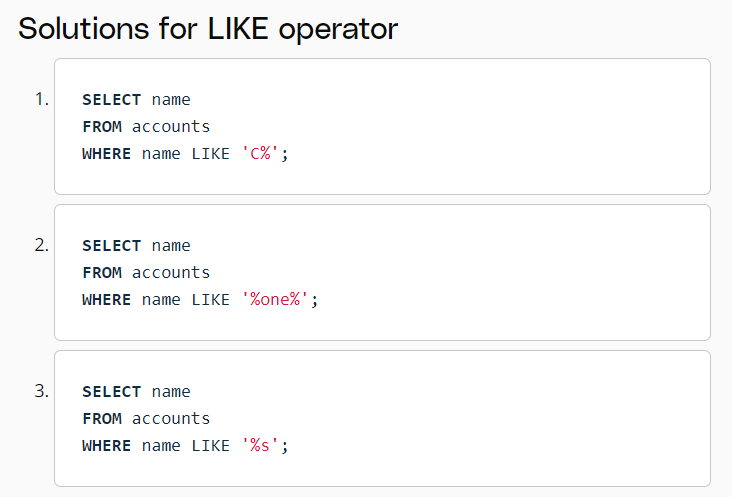 Solutions for LIKE operator
1.
SELECT name
FROM accounts
WHERE name LIKE 'C%';
2.
SELECT name
FROM accounts
WHERE name LIKE '%one%';
3.
SELECT name
FROM accounts
WHERE name LIKE '%s';